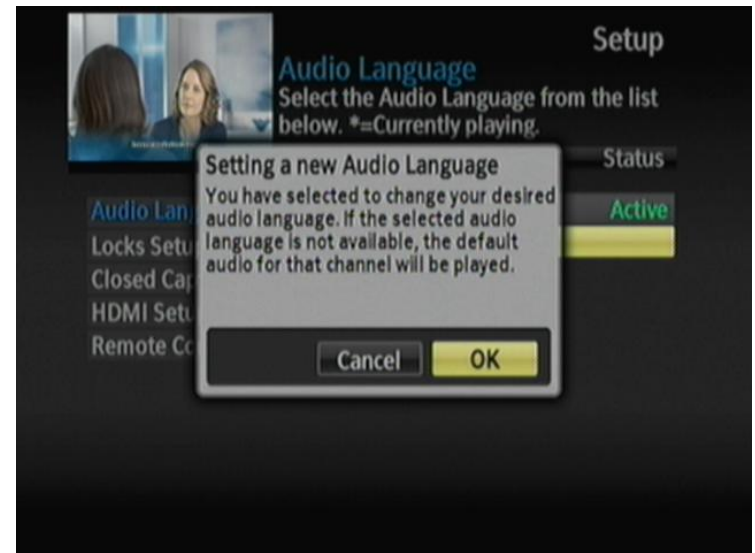 Setup
Audio Language
Select the Audio Language from the list
below. *=Currently playing.
Status
Setting a new Audio Language
You have selected to change your desired
audio language. If the selected audio
language is not available, the default
audio for that channel will be played.
Cancel
OK
Audio Lan
Active
Locks Setu
Closed Cap
HDMI Setu
Remote Co